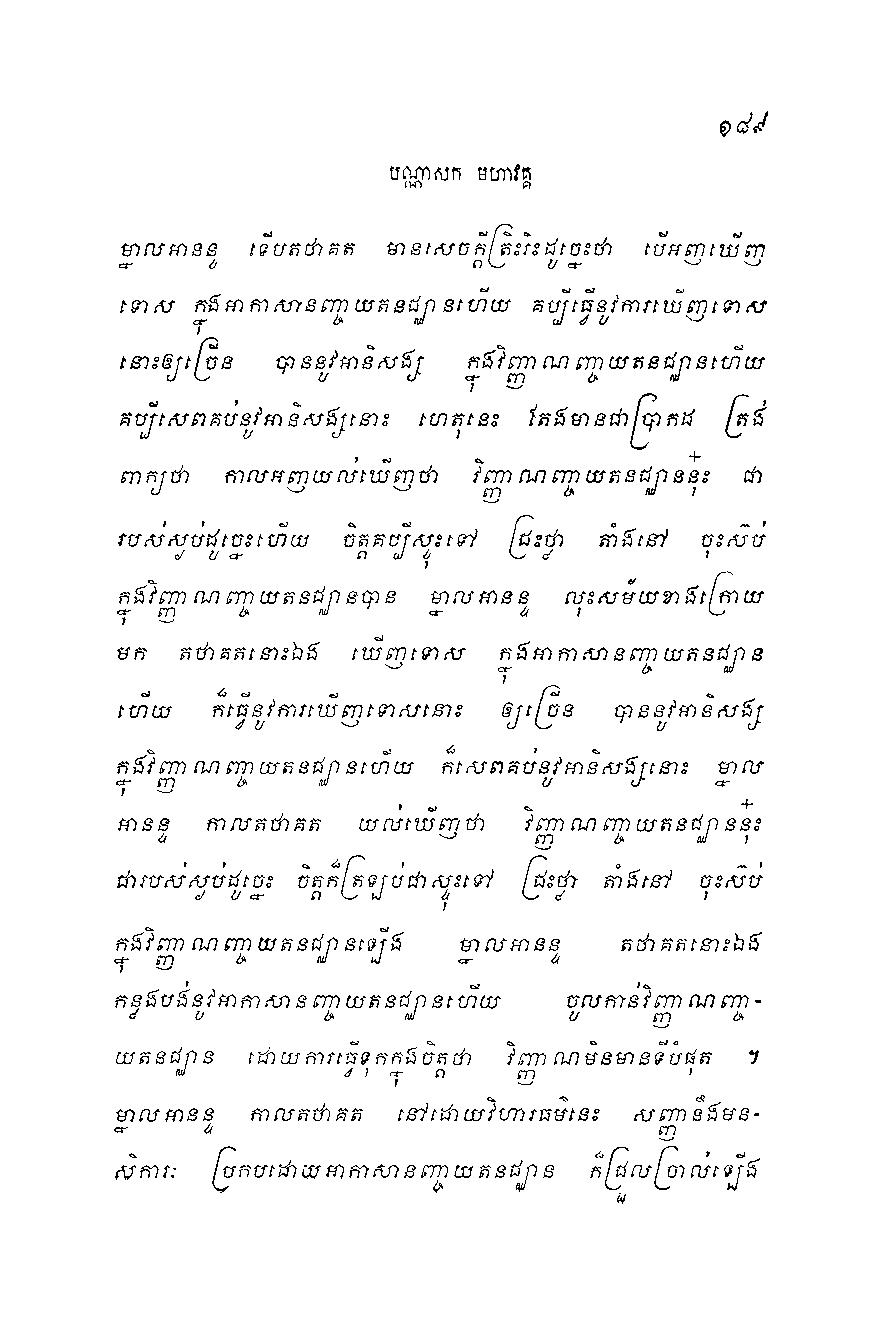 ១៨៩
បណ្ណាសក មហាវគ្គ
ម្នាលអានន្ទ ទើបតថាគត មានសេចក្តីត្រិះរិះដូច្នេះថា បើអញឃើញ
ទោស ក្នុងអាកាសានញ្ចាយតនជ្ឈានហើយ គប្បីធ្វើនូវការឃើញទោស
នោះឲ្យច្រើន បាននូវអានិសង្ស ក្នុងវិញ្ញាណញ្ចាយតនជ្ឈានហើយ
គប្បីសេពគប់នូវអានិសង្សនោះ ហេតុនេះ តែងមានជាប្រាកដ ត្រង់
ពាក្យថា កាលអញយល់ឃើញថា វិញ្ញាណញ្ចាយតនជ្ឈាននុ៎ះ ជា
របស់ស្ងប់ដូច្នេះហើយ ចិត្តគប្បីស្ទុះទៅ ជ្រះថ្លា តាំងនៅ ចុះស៊ប់
ក្នុងវិញ្ញាណញ្ចាយតនជ្ឈានបាន ម្នាលអានន្ទ លុះសម័យខាងក្រោយ
មក តថាគតនោះឯង ឃើញទោស ក្នុងអាកាសានញ្ចាយតនជ្ឈាន
ហើយ ក៏ធ្វើនូវការឃើញទោសនោះ ឲ្យច្រើន បាននូវអានិសង្ស
ក្នុងវិញ្ញាណញ្ចាយតនជ្ឈានហើយ ក៏សេពគប់នូវអានិសង្សនោះ ម្នាល
អានន្ទ កាលតថាគត យល់ឃើញថា វិញ្ញាណញ្ចាយតនជ្ឈាននុ៎ះ
ជារបស់ស្ងប់ដូច្នេះ ចិត្តក៏ត្រឡប់ជាស្ទុះទៅ ជ្រះថ្លា តាំងនៅ ចុះស៊ប់
ក្នុងវិញ្ញាណញ្ចាយតនជ្ឈានឡើង ម្នាលអានន្ទ តថាគតនោះឯង
កន្លងបង់នូវអាកាសានញ្ចាយតនជ្ឈានហើយ ចូលកាន់វិញ្ញាណញ្ចា-
យតនជ្ឈាន ដោយការធ្វើទុកក្នុងចិត្តថា វិញ្ញាណមិនមានទីបំផុត ។
ម្នាលអានន្ទ កាលតថាគត នៅដោយវិហារធម៌នេះ សញ្ញានឹងមន-
សិការៈ ប្រកបដោយអាកាសានញ្ចាយតនជ្ឈាន ក៏ជ្រួលច្រាល់ឡើង